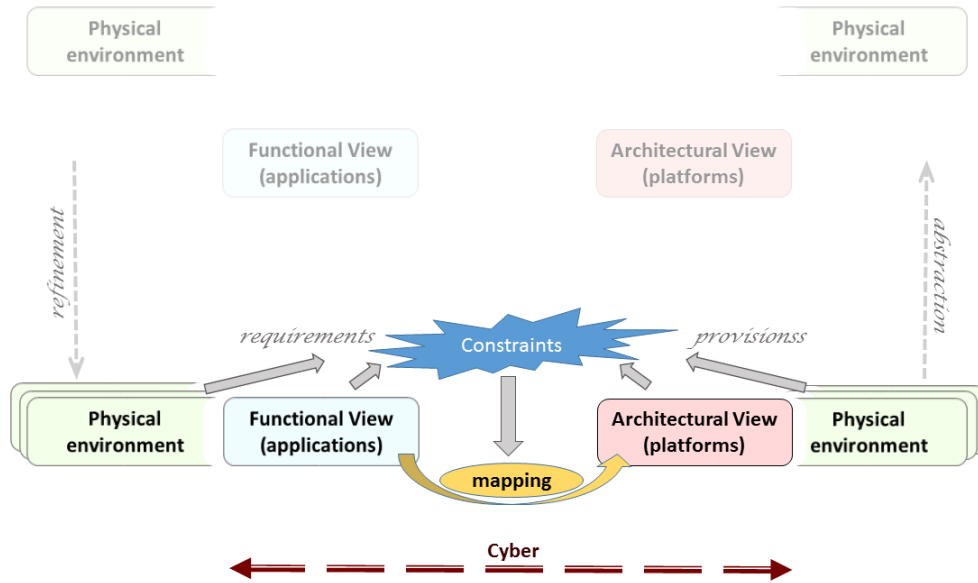 Physical
environment
Physical
environment
Functional View
(applications)
Architectural View
(platforms)
refinement
abstraction
requirements
Constraints
provisionss
Physical
environment
Functional View
(applications)
Architectural View
(platforms)
Physical
environment
mapping
Cyber